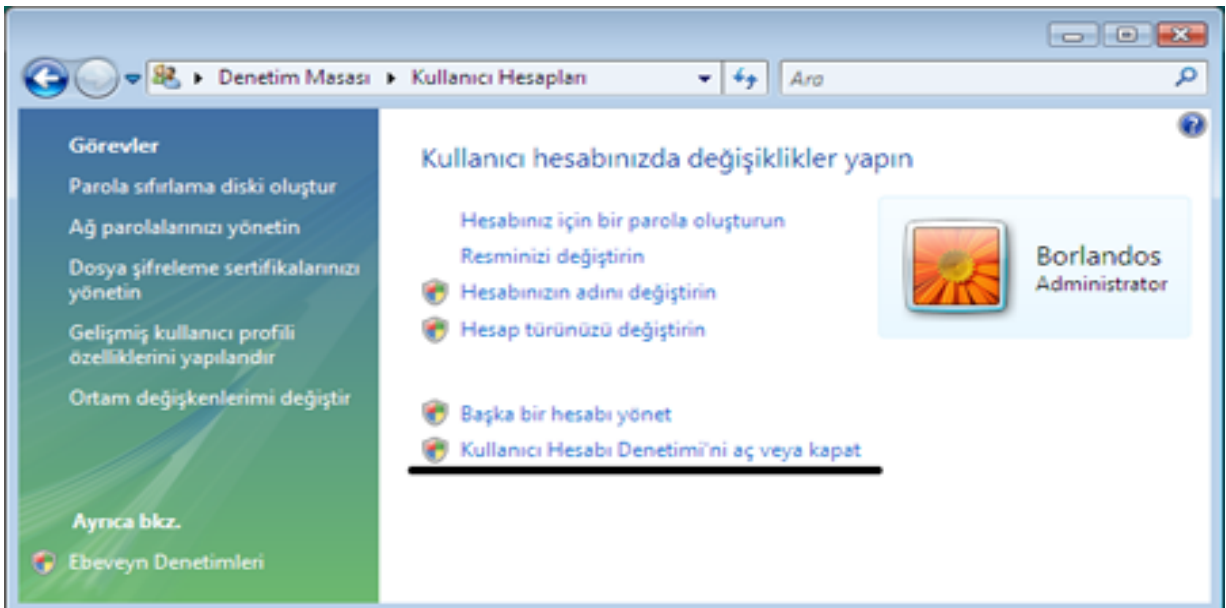 Denetim Masası Kullanıcı Hesapları
Ara
Görevler
Parola sıfırlama diski oluştur
Ağ parolalarınızı yönetin
Dosya şifreleme sertifikalarınızı
yönetin
Gelişmiş kullanıcı profili
özelliklerini yapılandır
Ortam değişkenlerimi değiştir
Ayrıca bkz.
Ebeveyn Denetimleri
Kullanıcı hesabınızda değişiklikler yapın
Hesabınız için bir parola oluşturun
Resminizi değiştirin
Hesabınızın adını değiştirin
Hesap türünüzü değiştirin
Başka bir hesabı yönet
Kullanıcı Hesabı Denetimi'ni aç veya kapat
Borlandos
Administrator